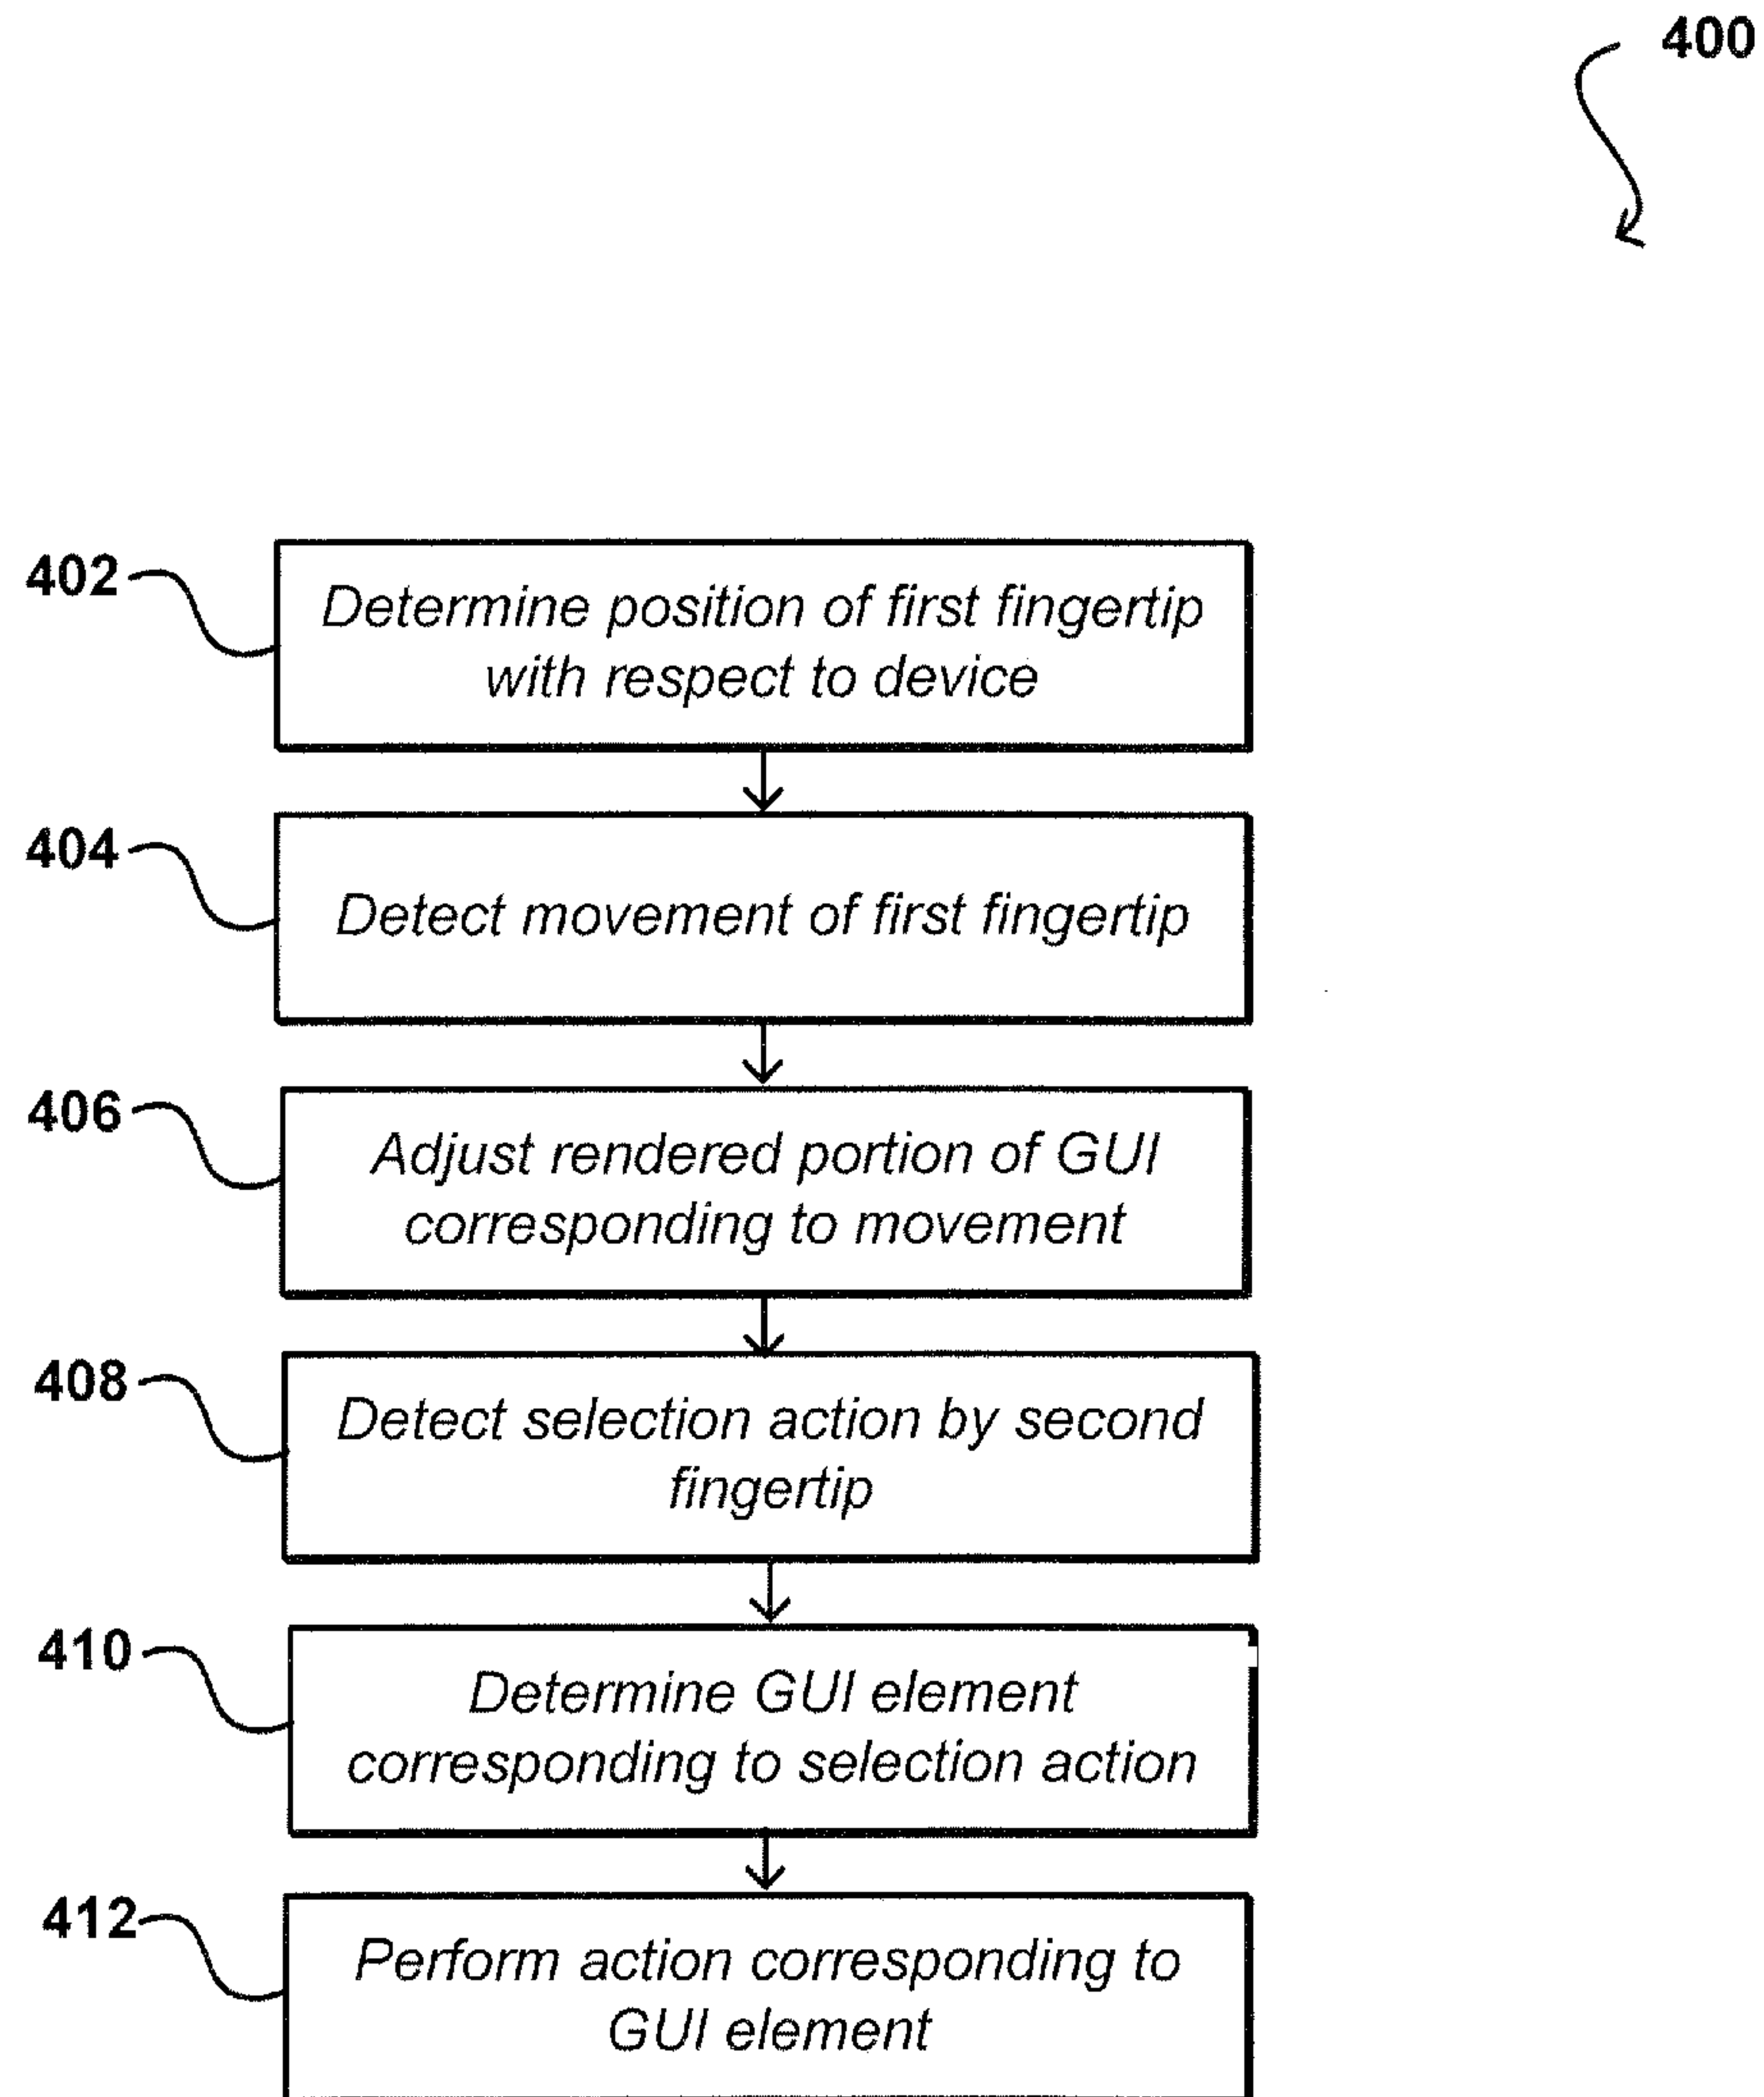 400
402
Determine position of first fingertip
with respect to device
404
Detect movement of first fingertip
406
Adjust rendered portion of GUI
corresponding to movement
408
Detect selection action by second
fingertip
410
Determine GUI element
corresponding to selection action
412
Perform action corresponding to
GUI element